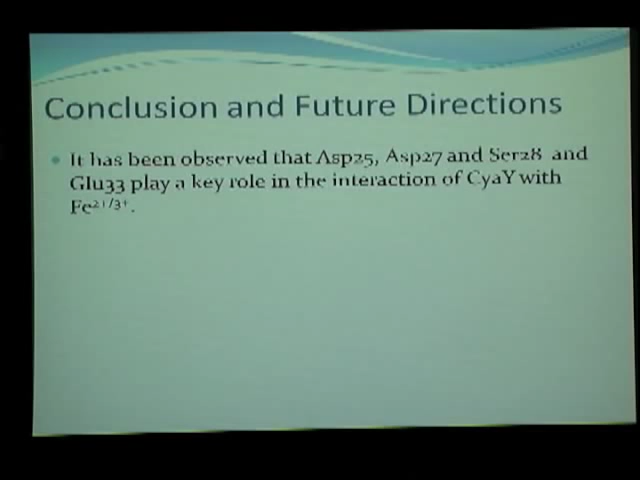 Conclusion and Future Directions
It has been observed that Asp25, Asp27 and Ser28 and
Glu33 play a key role in the interaction of CyaY with
Fe²⁺/³⁺.